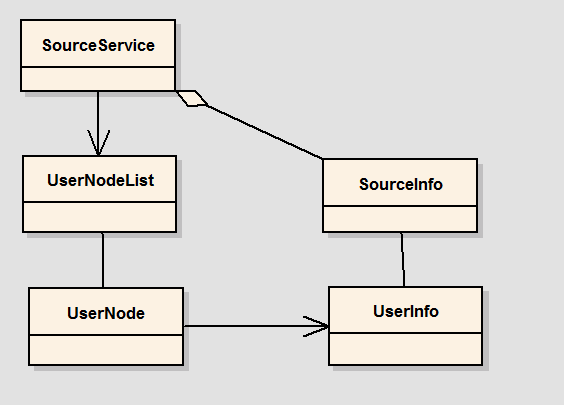 SourceService
UserNodeList
SourceInfo
UserNode
UserInfo